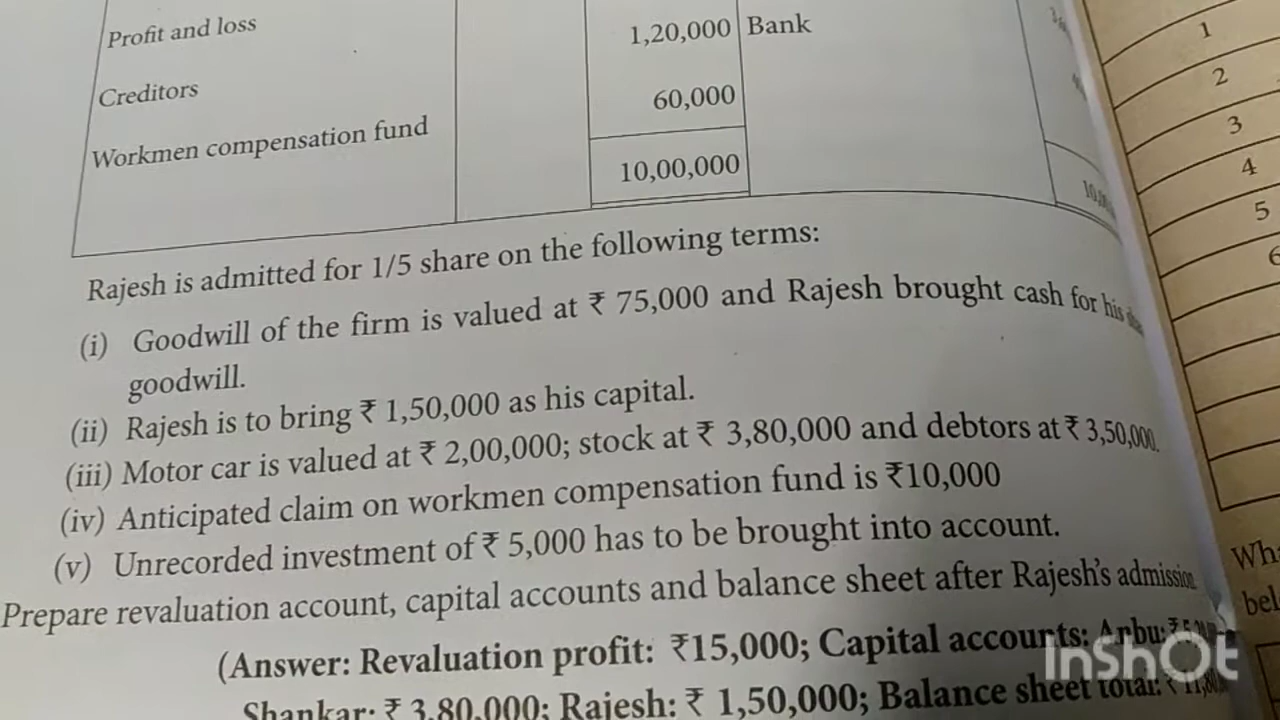 Profit and loss 1,20,000 Bank
Creditors 60,000
Workmen compensation fund 10,00,000
1
2
3
4
5
6
Rajesh is admitted for 1/5 share on the following terms:
(i) Goodwill of the firm is valued at ₹ 75,000 and Rajesh brought cash for his
goodwill.
(ii) Rajesh is to bring ₹ 1,50,000 as his capital.
(iii) Motor car is valued at ₹ 2,00,000; stock at ₹ 3,80,000 and debtors at ₹ 3,50,000.
(iv) Anticipated claim on workmen compensation fund is ₹10,000
(v) Unrecorded investment of ₹ 5,000 has to be brought into account.
Prepare revaluation account, capital accounts and balance sheet after Rajesh's admission
(Answer: Revaluation profit: ₹15,000; Capital accounts: Arbu:
Shankar: ₹ 3,80,000; Rajesh: ₹ 1,50,000; Balance sheet total: ₹
bel
InShOt